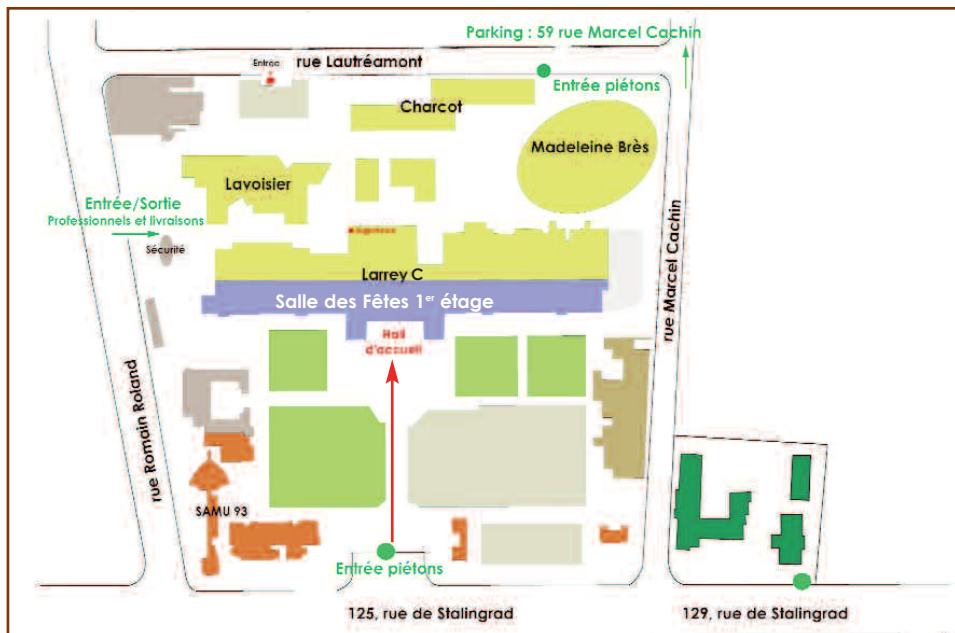 Parking : 59 rue Marcel Cachin
rue Lautréamont
Entrée
Entrée piétons
Charcot
Madeleine Brès
Lavoisier
Entrée/Sortie
Professionnels et livraisons
Sécurité
Larrey C
Salle des Fêtes 1er étage
Hall
d'accueil
rue Marcel Cachin
rue Romain Roland
SAMU 93
Entrée piétons
125, rue de Stalingrad
129, rue de Stalingrad